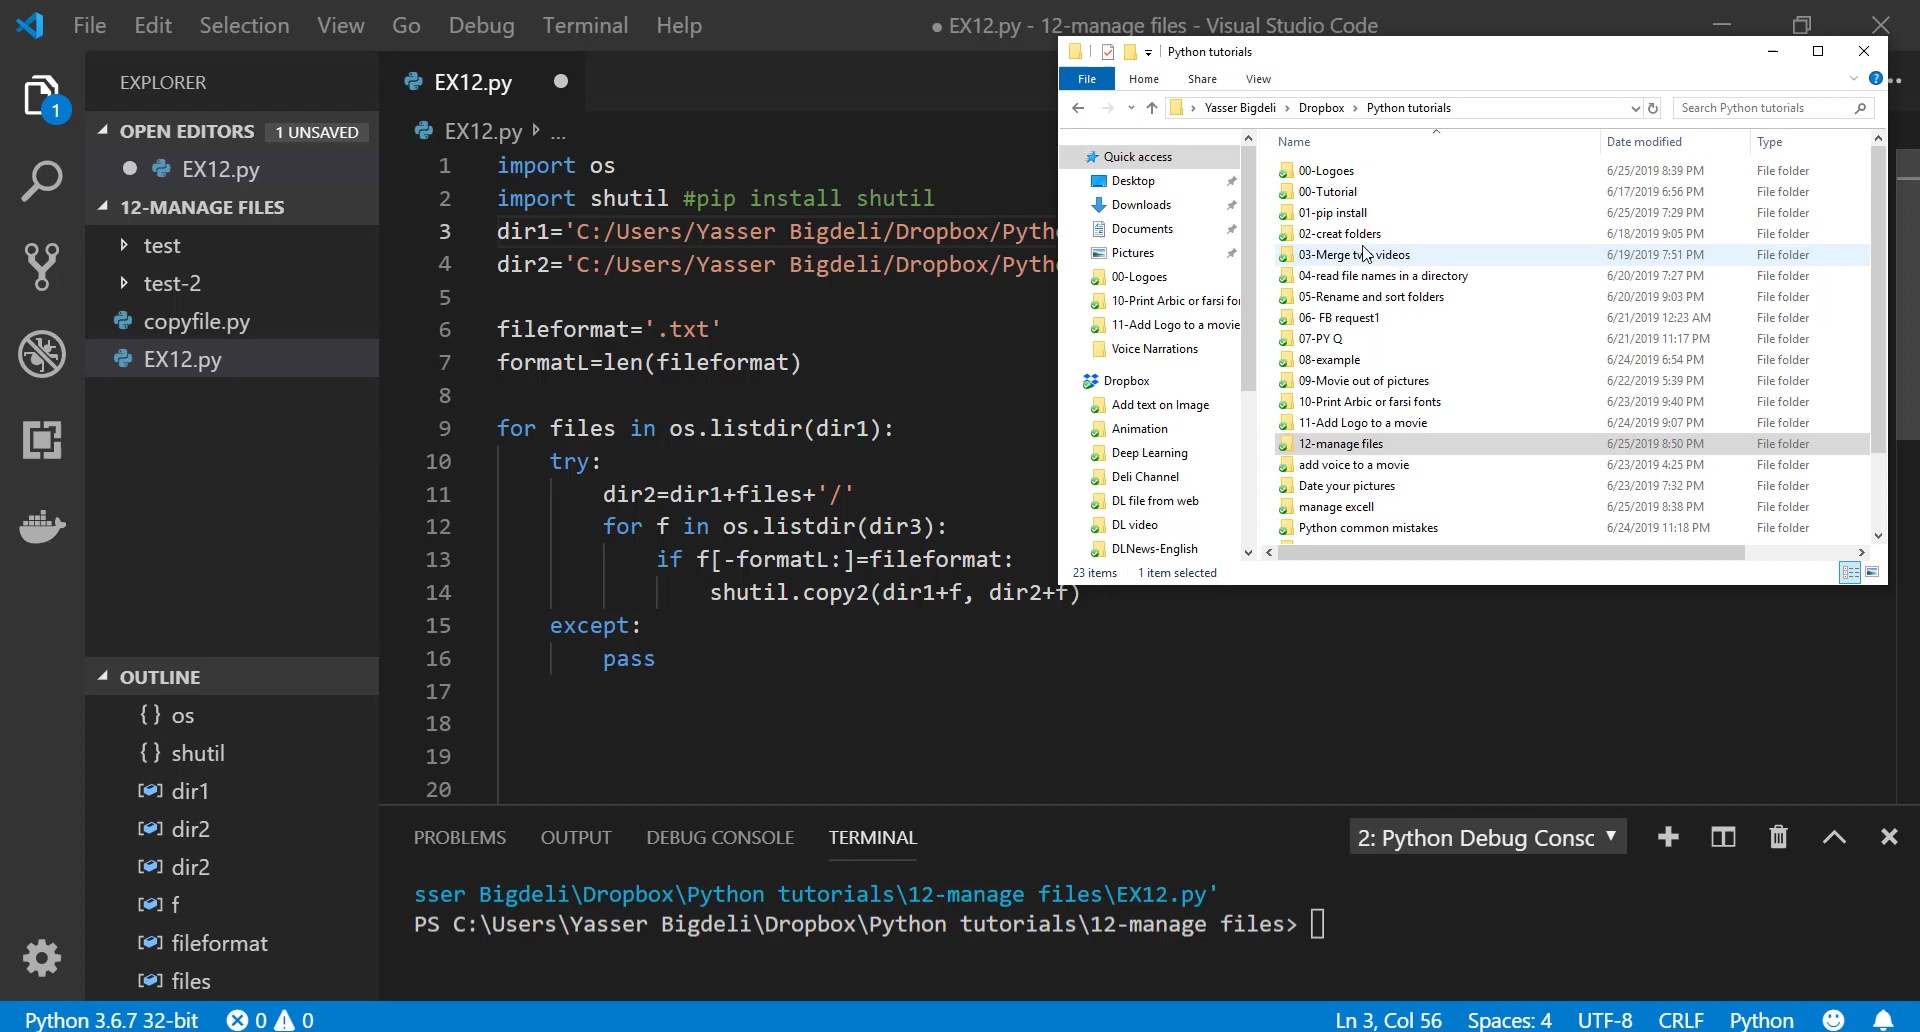 File Edit Selection View Go Debug Terminal Help
● EX12.py - 12-manage files - Visual Studio Code
EXPLORER
OPEN EDITORS 1 UNSAVED
EX12.py
12-MANAGE FILES
test
test-2
copyfile.py
EX12.py
OUTLINE
{} os
{} shutil
dir1
dir2
dir2
f
fileformat
files
1
EX12.py
EX12.py ...
1 import os
2 import shutil #pip install shutil
3 dir1='C:/Users/Yasser Bigdeli/Dropbox/Pyth
4 dir2='C:/Users/Yasser Bigdeli/Dropbox/Pyth
5
6 fileformat='.txt'
7 formatL=len(fileformat)
8
9 for files in os.listdir(dir1):
10 try:
11 dir2=dir1+files+'/'
12 for f in os.listdir(dir3):
13 if f[-formatL:]=fileformat:
14 shutil.copy2(dir1+f, dir2+f)
15 except:
16 pass
17
18
19
20
Python tutorials
File Home Share View
Yasser Bigdeli Dropbox Python tutorials
Search Python tutorials
Quick access
Desktop
Downloads
Documents
Pictures
00-Logoes
10-Print Arbic or farsi for
11-Add Logo to a movie
Voice Narrations
Dropbox
Add text on Image
Animation
Deep Learning
Deli Channel
DL file from web
DL video
DLNews-English
Name Date modified Type
00-Logoes 6/25/2019 8:39 PM File folder
00-Tutorial 6/17/2019 6:56 PM File folder
01-pip install 6/25/2019 7:29 PM File folder
02-creat folders 6/18/2019 9:05 PM File folder
03-Merge two videos 6/19/2019 7:51 PM File folder
04-read file names in a directory 6/20/2019 7:27 PM File folder
05-Rename and sort folders 6/20/2019 9:03 PM File folder
06- FB request1 6/21/2019 12:23 AM File folder
07-PY Q 6/21/2019 11:17 PM File folder
08-example 6/24/2019 6:54 PM File folder
09-Movie out of pictures 6/22/2019 5:39 PM File folder
10-Print Arbic or farsi fonts 6/23/2019 9:40 PM File folder
11-Add Logo to a movie 6/24/2019 9:07 PM File folder
12-manage files 6/25/2019 8:50 PM File folder
add voice to a movie 6/23/2019 4:25 PM File folder
Date your pictures 6/23/2019 7:32 PM File folder
manage excell 6/25/2019 8:38 PM File folder
Python common mistakes 6/24/2019 11:18 PM File folder
23 items 1 item selected
PROBLEMS OUTPUT DEBUG CONSOLE TERMINAL
2: Python Debug Consc
sser Bigdeli\Dropbox\Python tutorials\12-manage files\EX12.py'
PS C:\Users\Yasser Bigdeli\Dropbox\Python tutorials\12-manage files>
Python 3.6.7 32-bit 0 0
Ln 3, Col 56 Spaces: 4 UTF-8 CRLF Python